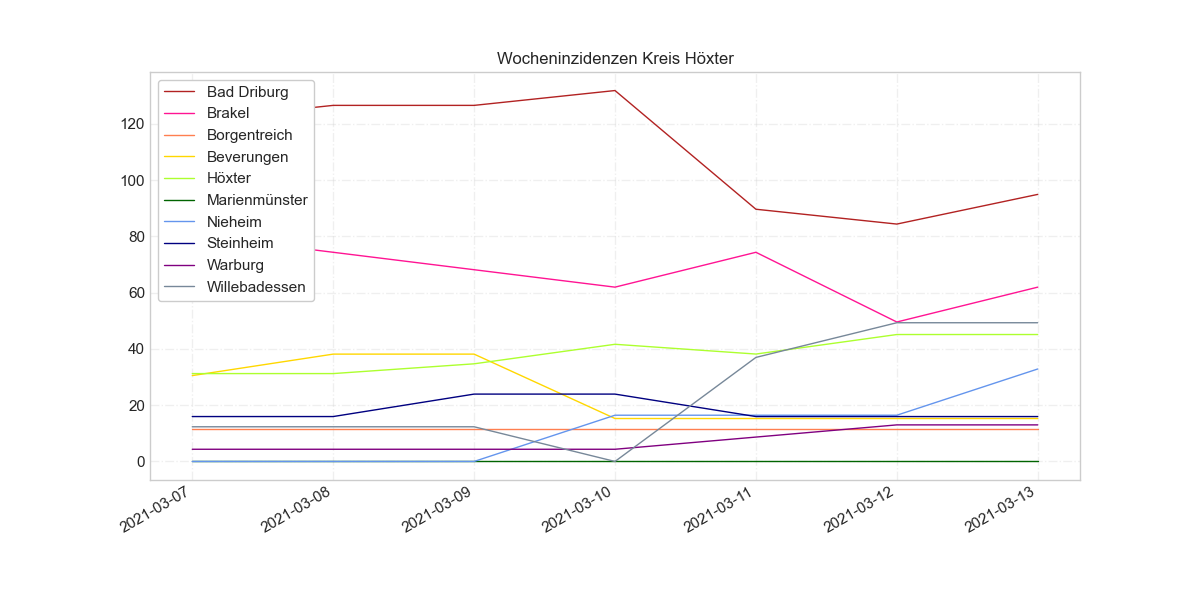 Wocheninzidenzen Kreis Höxter
Bad Driburg
Brakel
Borgentreich
Beverungen
Höxter
Marienmünster
Nieheim
Steinheim
Warburg
Willebadessen
120
100
80
60
40
20
0
2021-03-07
2021-03-08
2021-03-09
2021-03-10
2021-03-11
2021-03-12
2021-03-13